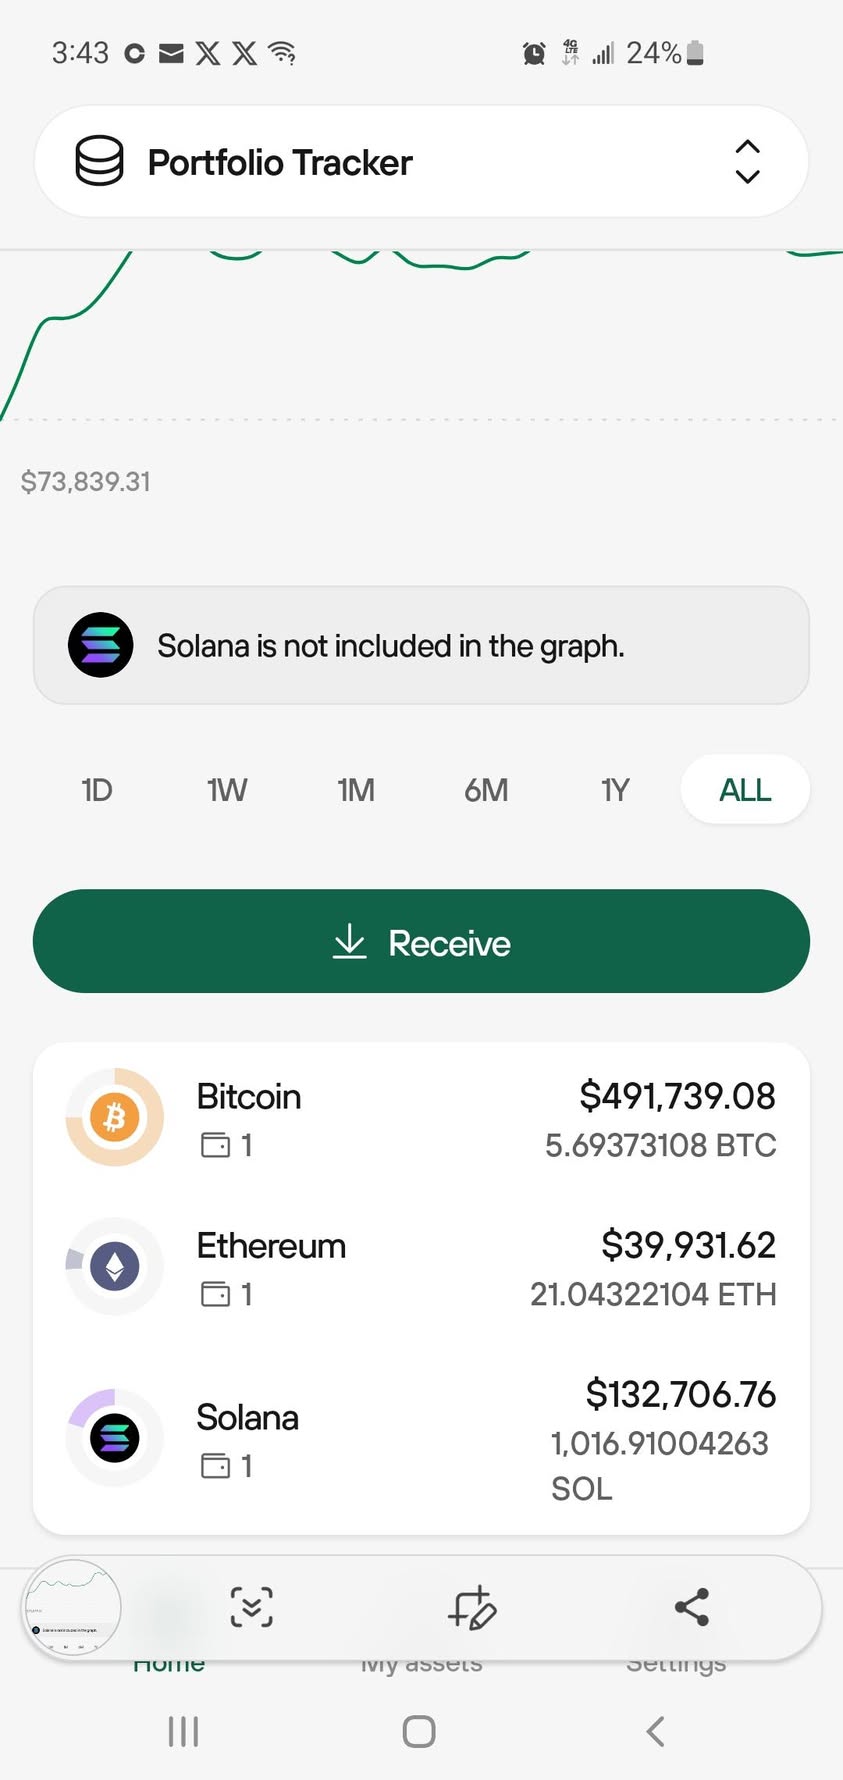 3:43
4G
LTE
24%
Portfolio Tracker
$73,839.31
Solana is not included in the graph.
1D 1W 1M 6M 1Y ALL
Receive
Bitcoin $491,739.08
1 5.69373108 BTC
Ethereum $39,931.62
1 21.04322104 ETH
$132,706.76
Solana 1,016.91004263
1 SOL
Home My assets Settings